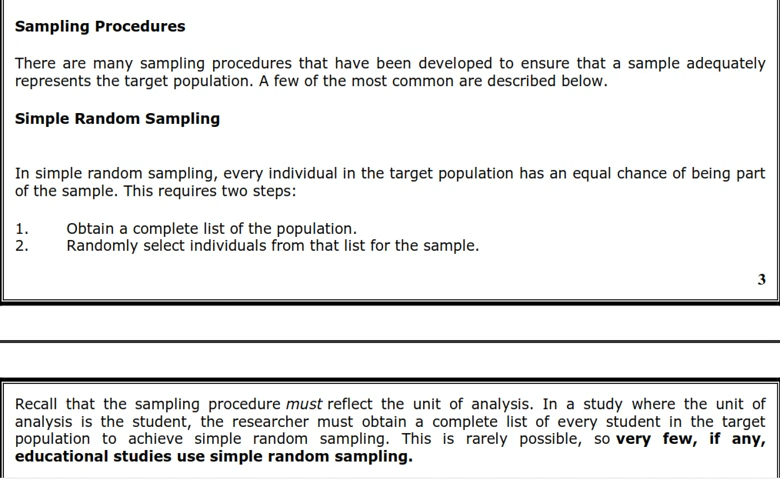 Sampling Procedures
There are many sampling procedures that have been developed to ensure that a sample adequately
represents the target population. A few of the most common are described below.
Simple Random Sampling
In simple random sampling, every individual in the target population has an equal chance of being part
of the sample. This requires two steps:
1. Obtain a complete list of the population.
2. Randomly select individuals from that list for the sample.
3
Recall that the sampling procedure must reflect the unit of analysis. In a study where the unit of
analysis is the student, the researcher must obtain a complete list of every student in the target
population to achieve simple random sampling. This is rarely possible, so very few, if any,
educational studies use simple random sampling.